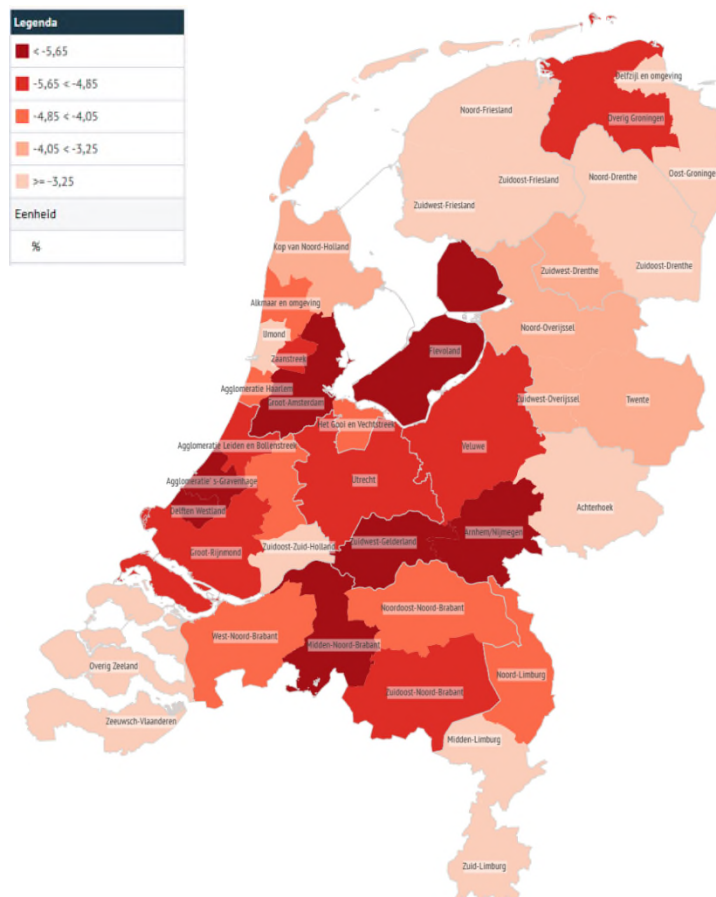 Legenda
< -5,65
-5,65 < -4,85
-4,85 < -4,05
-4,05 < -3,25
>= -3,25
Eenheid
%
Delfzijl en omgeving
Noord-Friesland
Overig Groningen
Zuidoost-Friesland
Noord-Drenthe
Oost-Groningen
Zuidwest-Friesland
Kop van Noord-Holland
Zuidwest-Drenthe
Zuidoost-Drenthe
Alkmaar en omgeving
Noord-Overijssel
IJmond
Flevoland
Zaanstreek
Agglomeratie Haarlem
Groot-Amsterdam
Zuidwest-Overijssel
Twente
Het Gooi en Vechtstreek
Agglomeratie Leiden en Bollenstreek
Veluwe
Agglomeratie' s-Gravenhage
Utrecht
Achterhoek
Delft en Westland
Arnhem/Nijmegen
Zuidoost-Zuid-Holland
Zuidwest-Gelderland
Groot-Rijnmond
Noordoost-Noord-Brabant
West-Noord-Brabant
Midden-Noord-Brabant
Overig Zeeland
Noord-Limburg
Zuidoost-Noord-Brabant
Zeeuwsch-Vlaanderen
Midden-Limburg
Zuid-Limburg